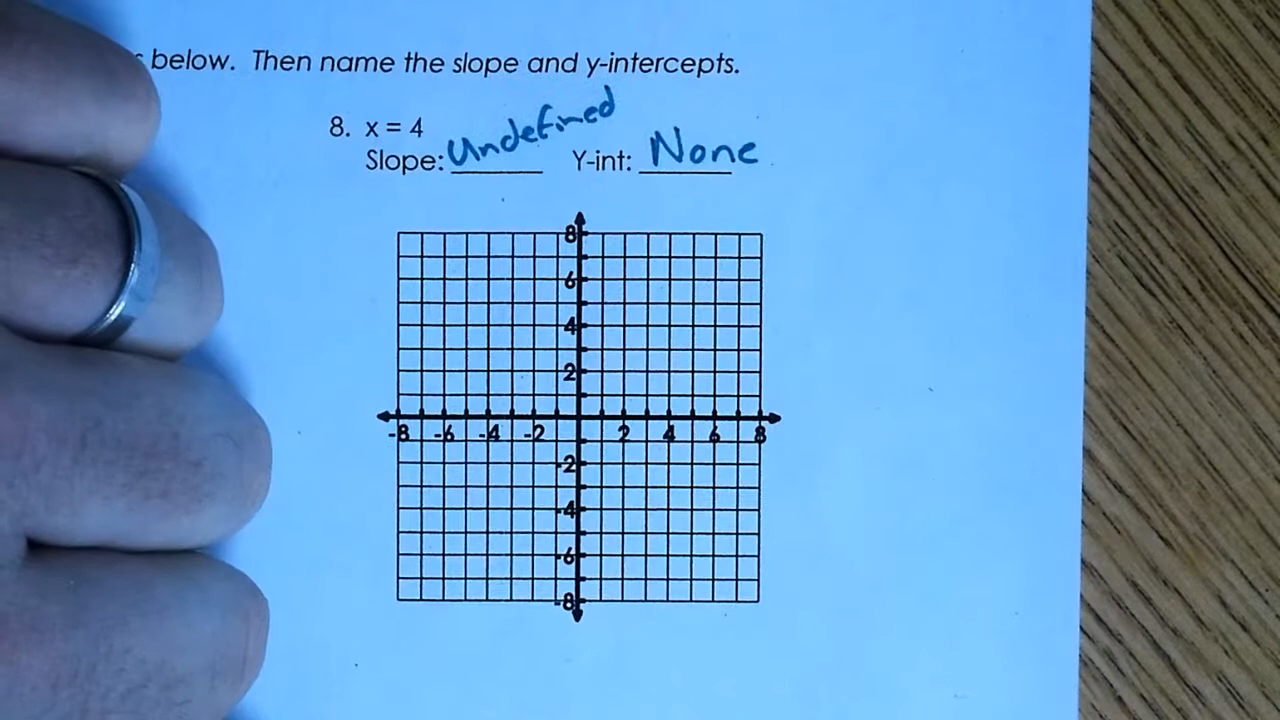 below. Then name the slope and y-intercepts.
8. x = 4
Slope: Undefined Y-int: None
8
6
4
2
-8 -6 -4 -2 2 4 6 8
-2
-4
-6
-8